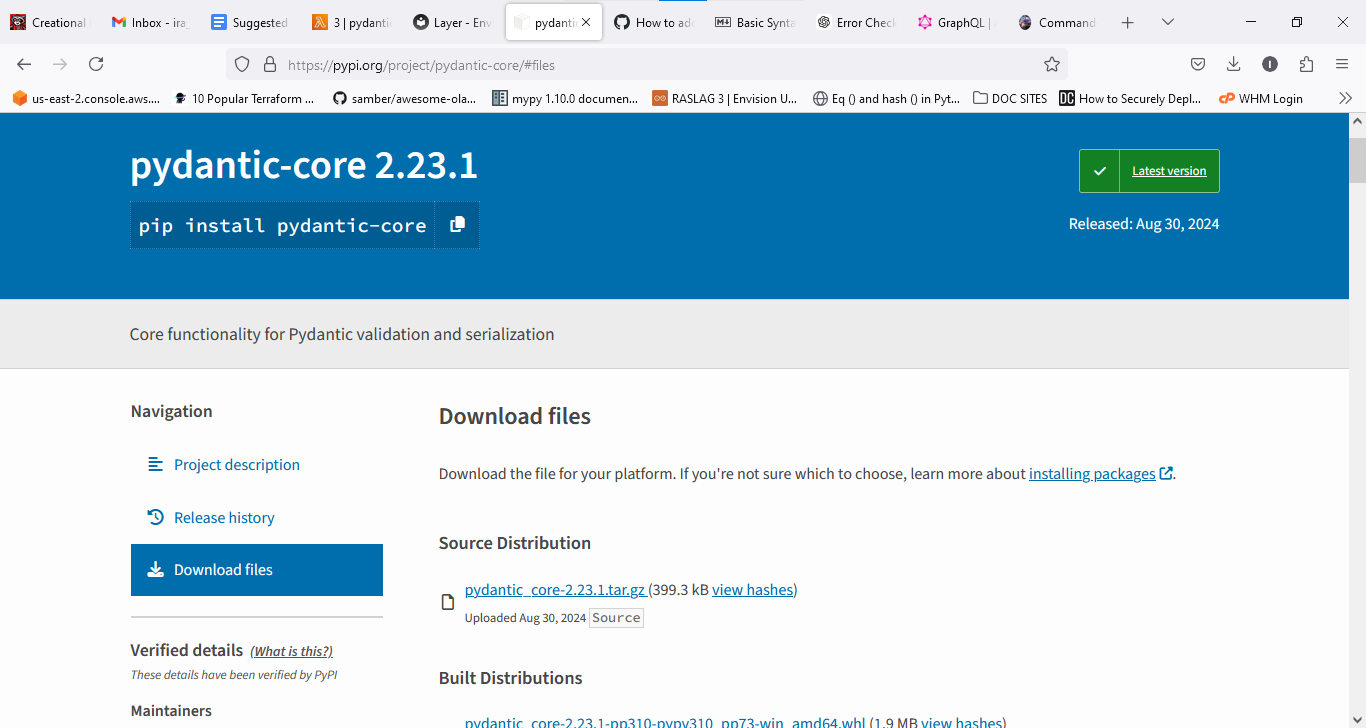 Creational
Inbox - ira_
Suggested
3 | pydantic
Layer - Env
pydantic
How to add
Basic Synta
Error Check
GraphQL |
Command
https://pypi.org/project/pydantic-core/#files
us-east-2.console.aws....
10 Popular Terraform ...
samber/awesome-ola...
mypy 1.10.0 documen...
RASLAG 3 | Envision U...
Eq () and hash () in Pyt...
DOC SITES
How to Securely Depl...
WHM Login
pydantic-core 2.23.1
Latest version
pip install pydantic-core
Released: Aug 30, 2024
Core functionality for Pydantic validation and serialization
Navigation
Project description
Release history
Download files
Verified details (What is this?)
These details have been verified by PyPI
Maintainers
Download files
Download the file for your platform. If you're not sure which to choose, learn more about installing packages.
Source Distribution
pydantic_core-2.23.1.tar.gz (399.3 kB view hashes)
Uploaded Aug 30, 2024 Source
Built Distributions
pydantic_core-2.23.1-pp310-pypy310_pp73-win_amd64.whl (1.9 MB view hashes)